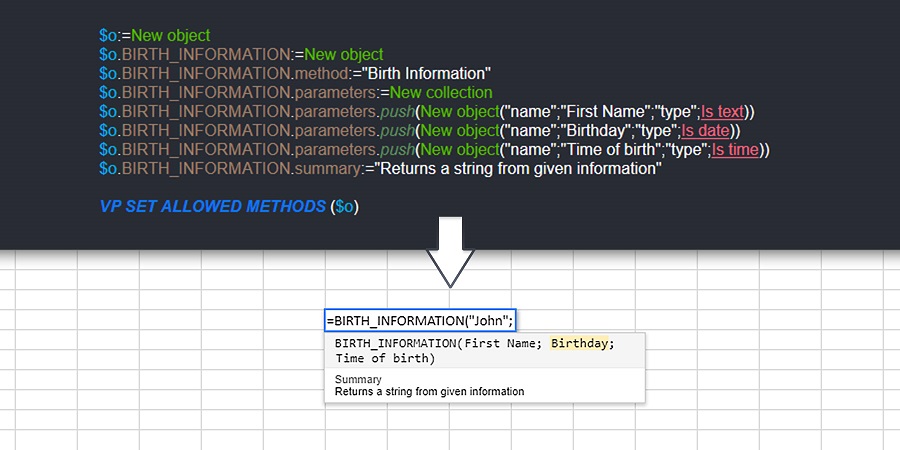 $o:=New object
$o.BIRTH_INFORMATION:=New object
$o.BIRTH_INFORMATION.method:="Birth Information"
$o.BIRTH_INFORMATION.parameters:=New collection
$o.BIRTH_INFORMATION.parameters.push(New object("name";"First Name";"type";Is text))
$o.BIRTH_INFORMATION.parameters.push(New object("name";"Birthday";"type";Is date))
$o.BIRTH_INFORMATION.parameters.push(New object("name";"Time of birth";"type";Is time))
$o.BIRTH_INFORMATION.summary:="Returns a string from given information"
VP SET ALLOWED METHODS ($o)
=BIRTH_INFORMATION("John";
BIRTH_INFORMATION(First Name; Birthday;
Time of birth)
Summary
Returns a string from given information